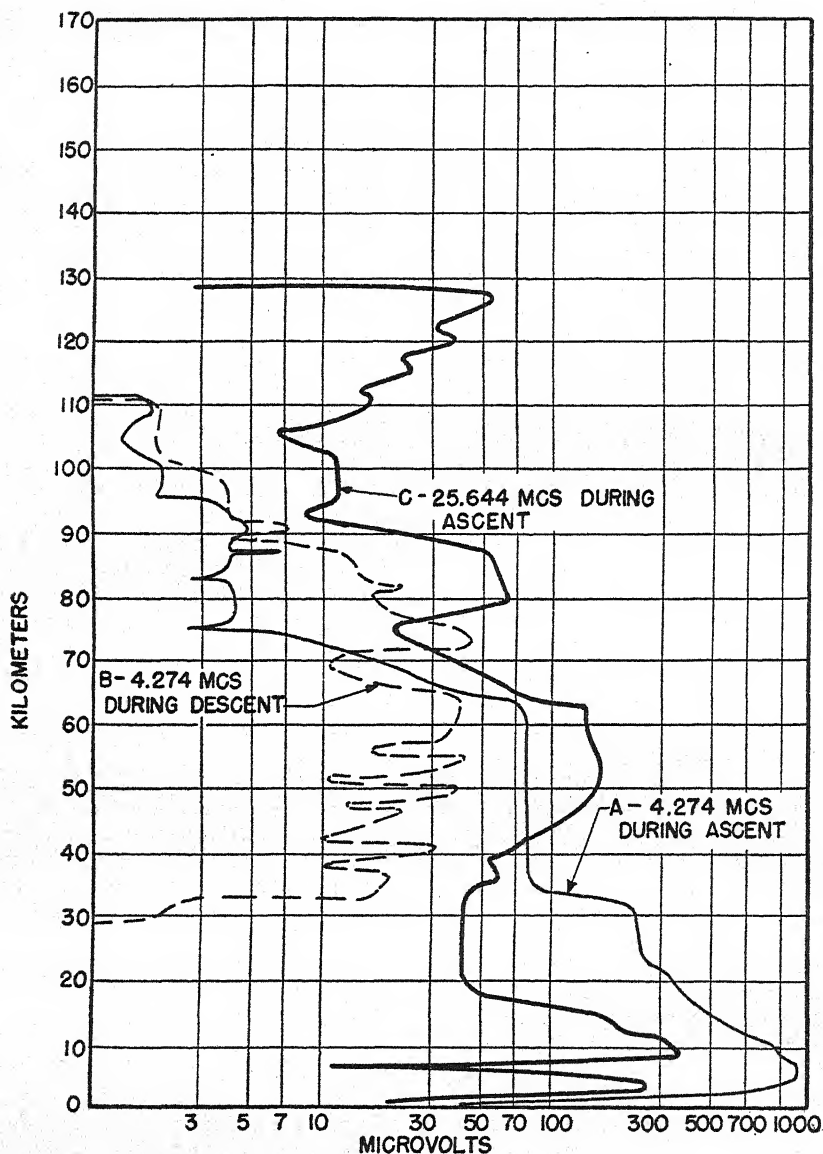 170
160
150
140
130
120
110
100
90
80
70
60
50
40
30
20
10
0
KILOMETERS
C-25.644 MCS DURING
ASCENT
B-4.274 MCS
DURING DESCENT
A-4.274 MCS
DURING ASCENT
3 5 7 10 30 50 70 100 300 500 700 1000
MICROVOLTS